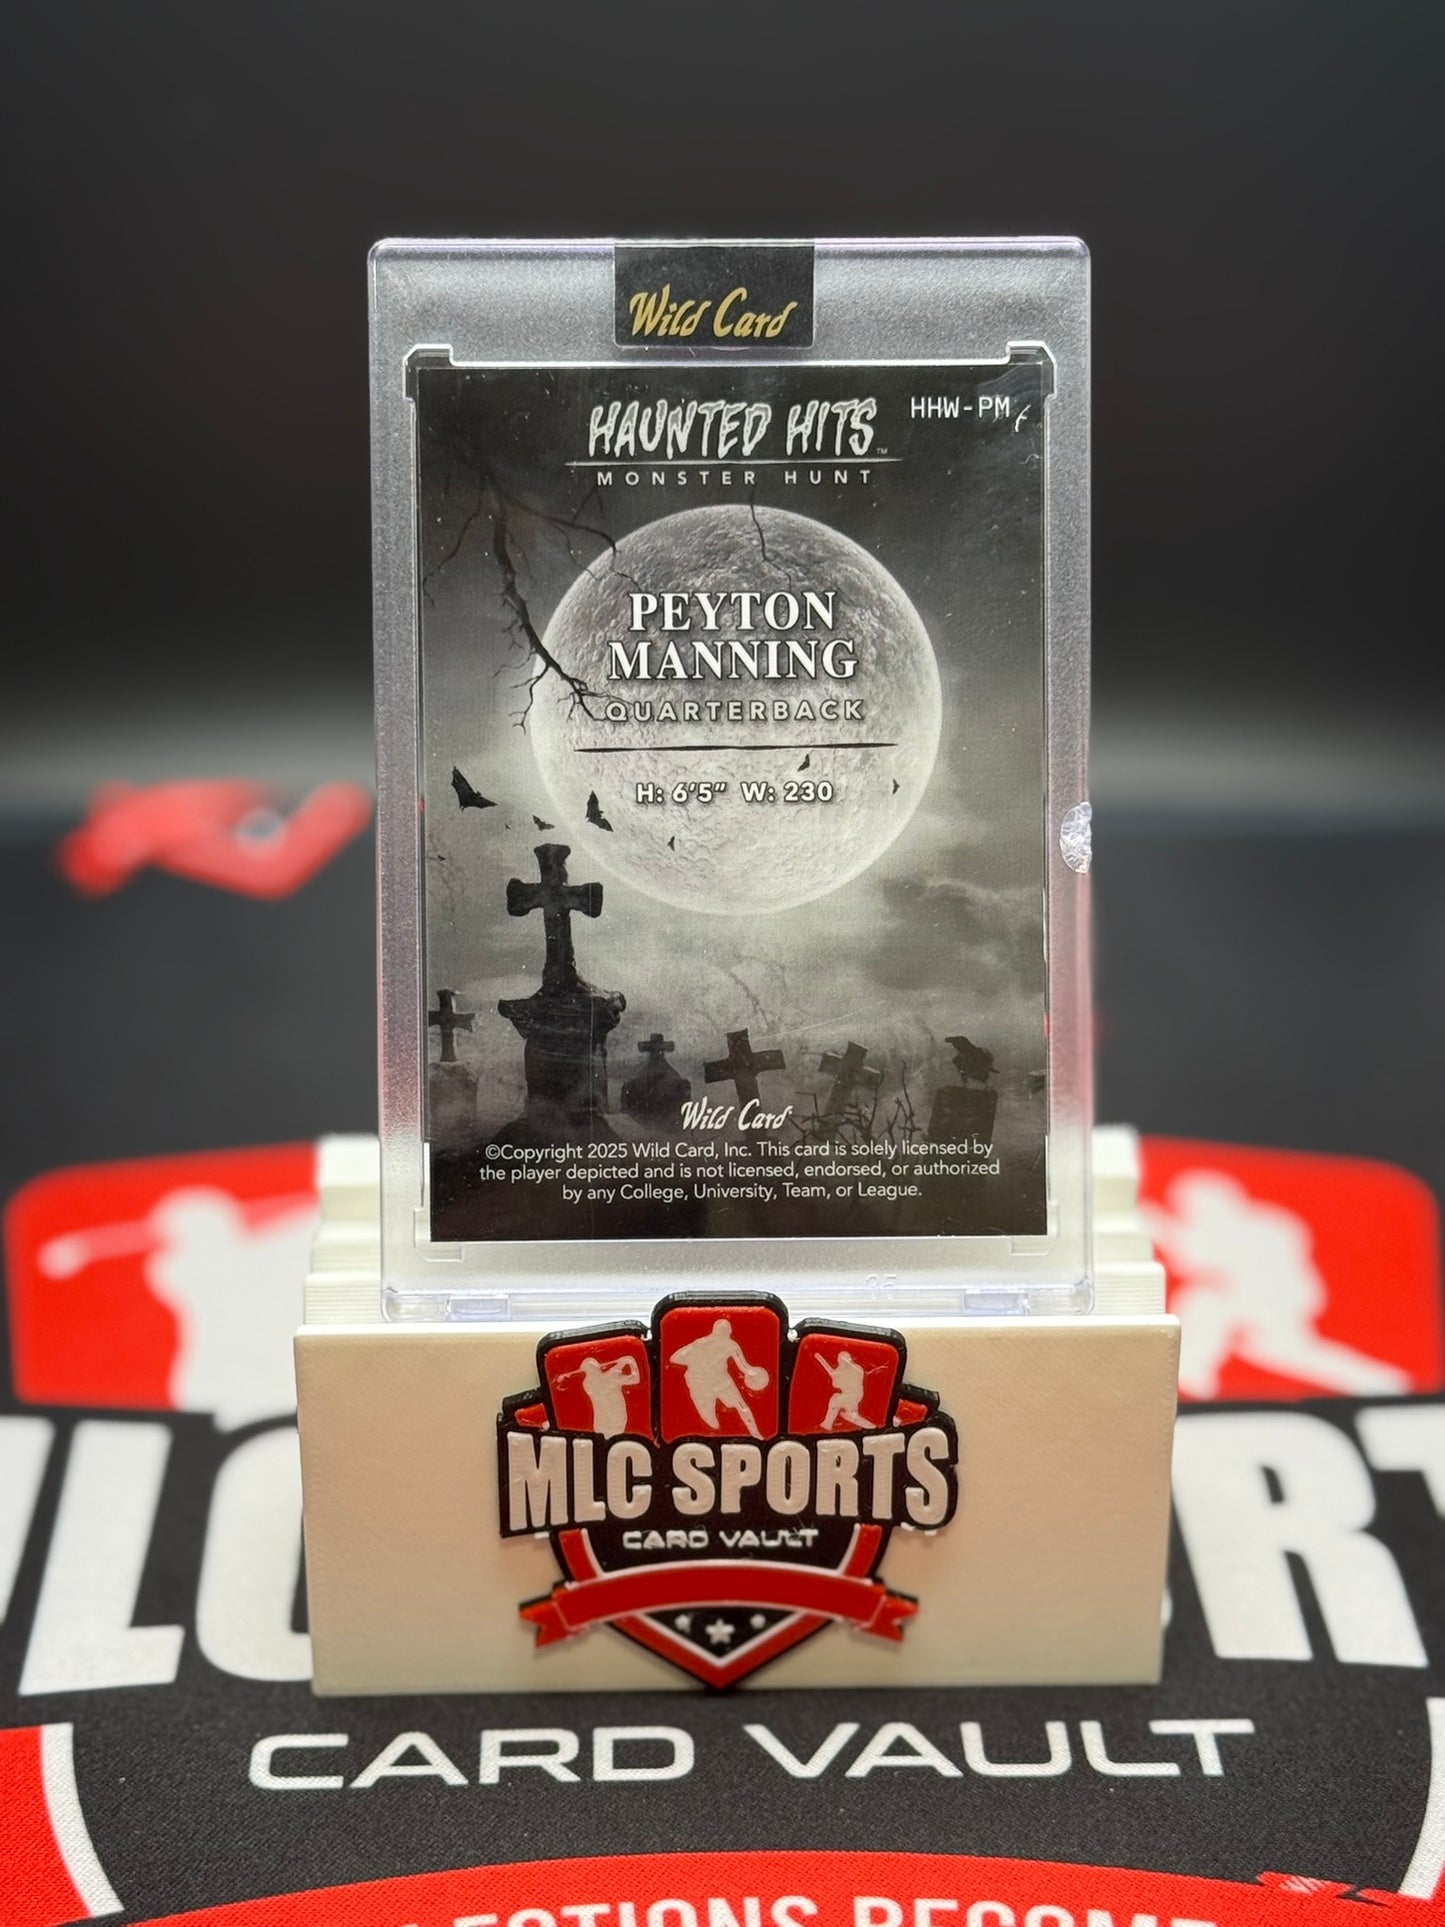 Wild Card
HAUNTED HITS™
HHW-PM
MONSTER HUNT
PEYTON
MANNING
QUARTERBACK
H: 6'5" W: 230
Wild Card
©Copyright 2025 Wild Card, Inc. This card is solely licensed by
the player depicted and is not licensed, endorsed, or authorized
by any College, University, Team, or League.
35
MLC SPORTS
CARD VAULT
CARD VAULT